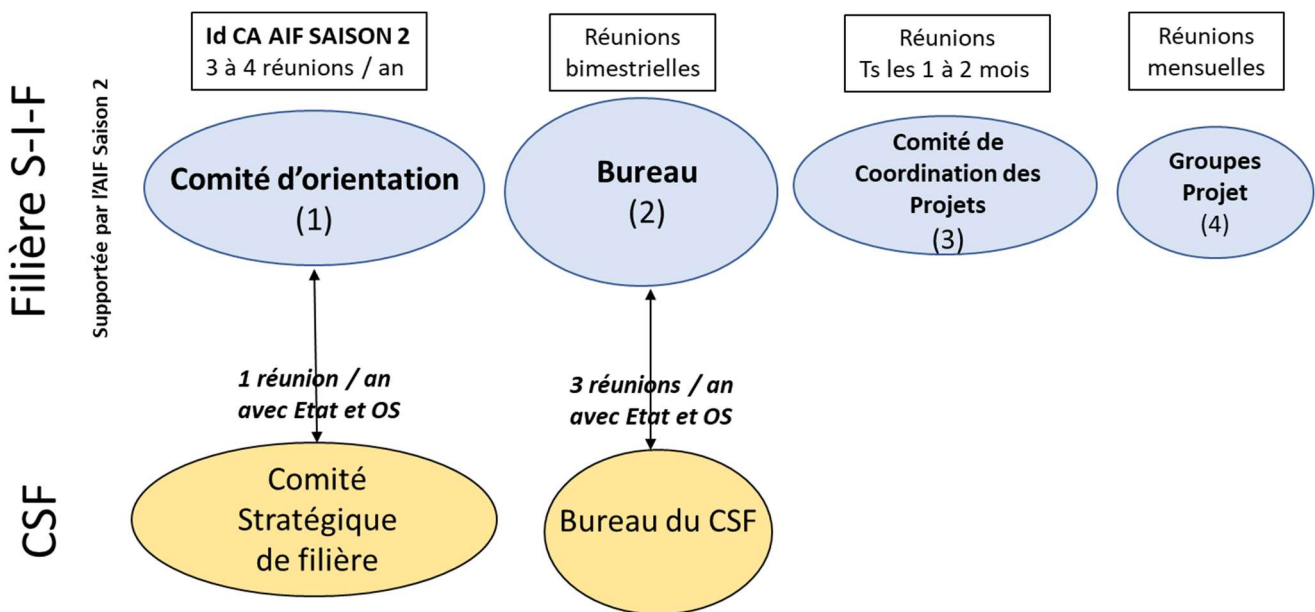 Id CA AIF SAISON 2
3 à 4 réunions / an
Réunions
bimestrielles
Réunions
Ts les 1 à 2 mois
Réunions
mensuelles
Filière S-I-F
Supportée par l'AIF Saison 2
Comité d'orientation
(1)
Bureau
(2)
Comité de
Coordination des
Projets
(3)
Groupes
Projet
(4)
1 réunion / an
avec Etat et OS
3 réunions / an
avec Etat et OS
CSF
Comité
Stratégique
de filière
Bureau du CSF